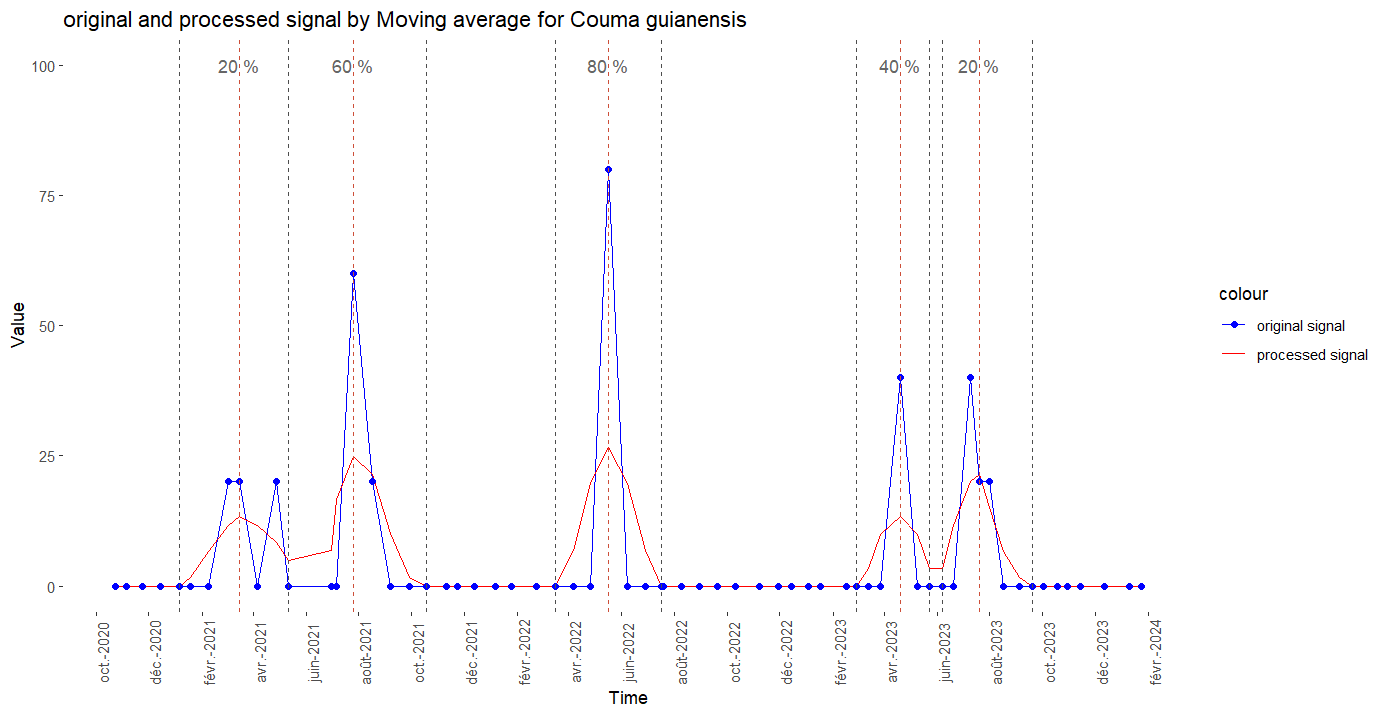 original and processed signal by Moving average for Couma guianensis
100
75
50
25
0
Value
20 %
60 %
80 %
40 %
20 %
oct.-2020
déc.-2020
févr.-2021
avr.-2021
juin-2021
août-2021
oct.-2021
déc.-2021
févr.-2022
avr.-2022
juin-2022
août-2022
oct.-2022
déc.-2022
févr.-2023
avr.-2023
juin-2023
août-2023
oct.-2023
déc.-2023
févr.-2024
Time
colour
original signal
processed signal